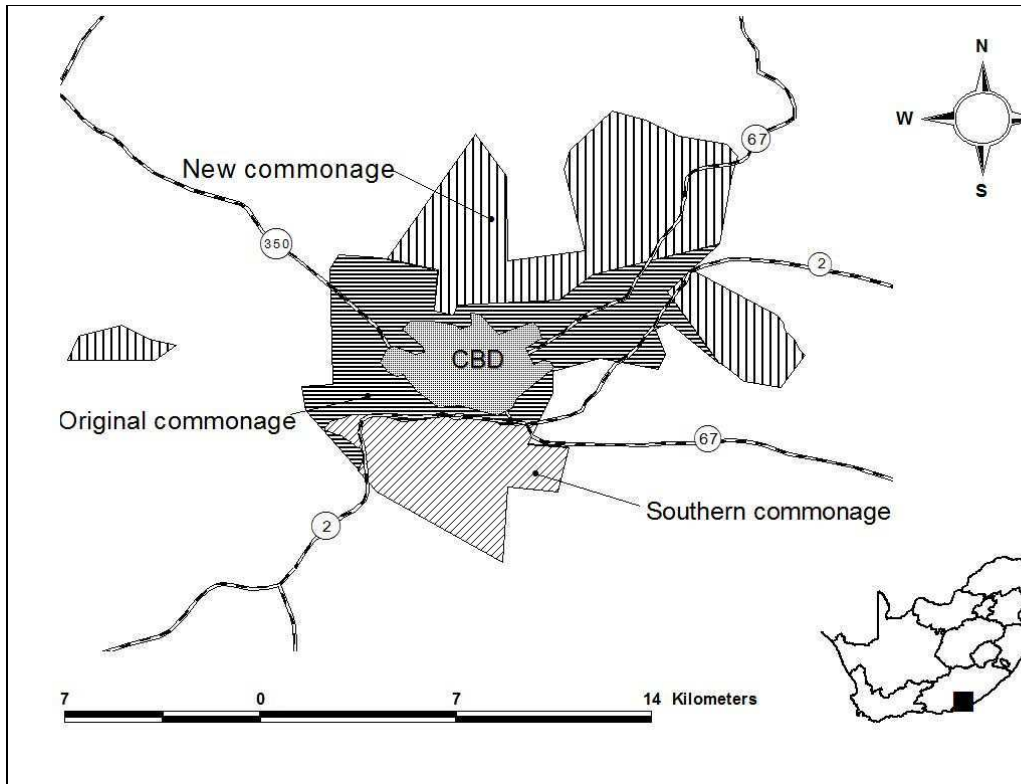 N
67
New commonage
W
S
350
2
CBD
Original commonage
67
Southern commonage
2
7 0 7 14 Kilometers